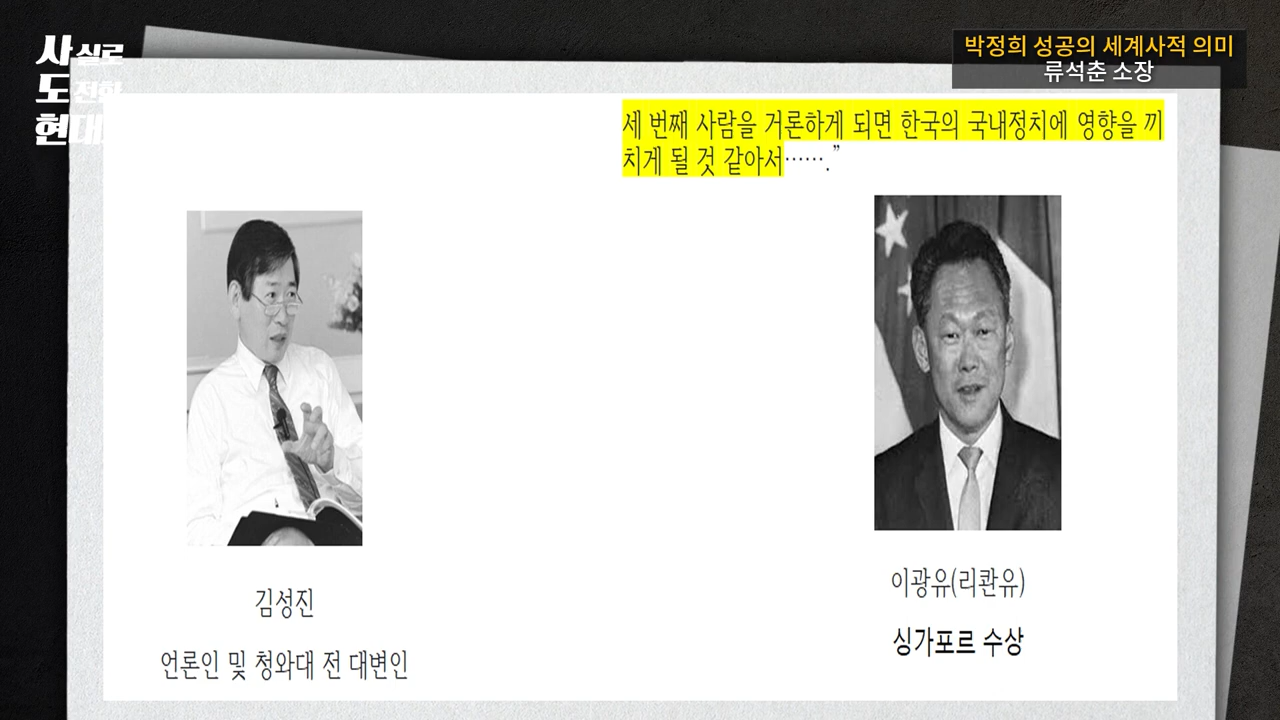 사실로
도전한
현대
박정희 성공의 세계사적 의미
류석춘 소장
세 번째 사람을 거론하게 되면 한국의 국내정치에 영향을 끼
치게 될 것 같아서…….”
김성진
언론인 및 청와대 전 대변인
이광유(리콴유)
싱가포르 수상